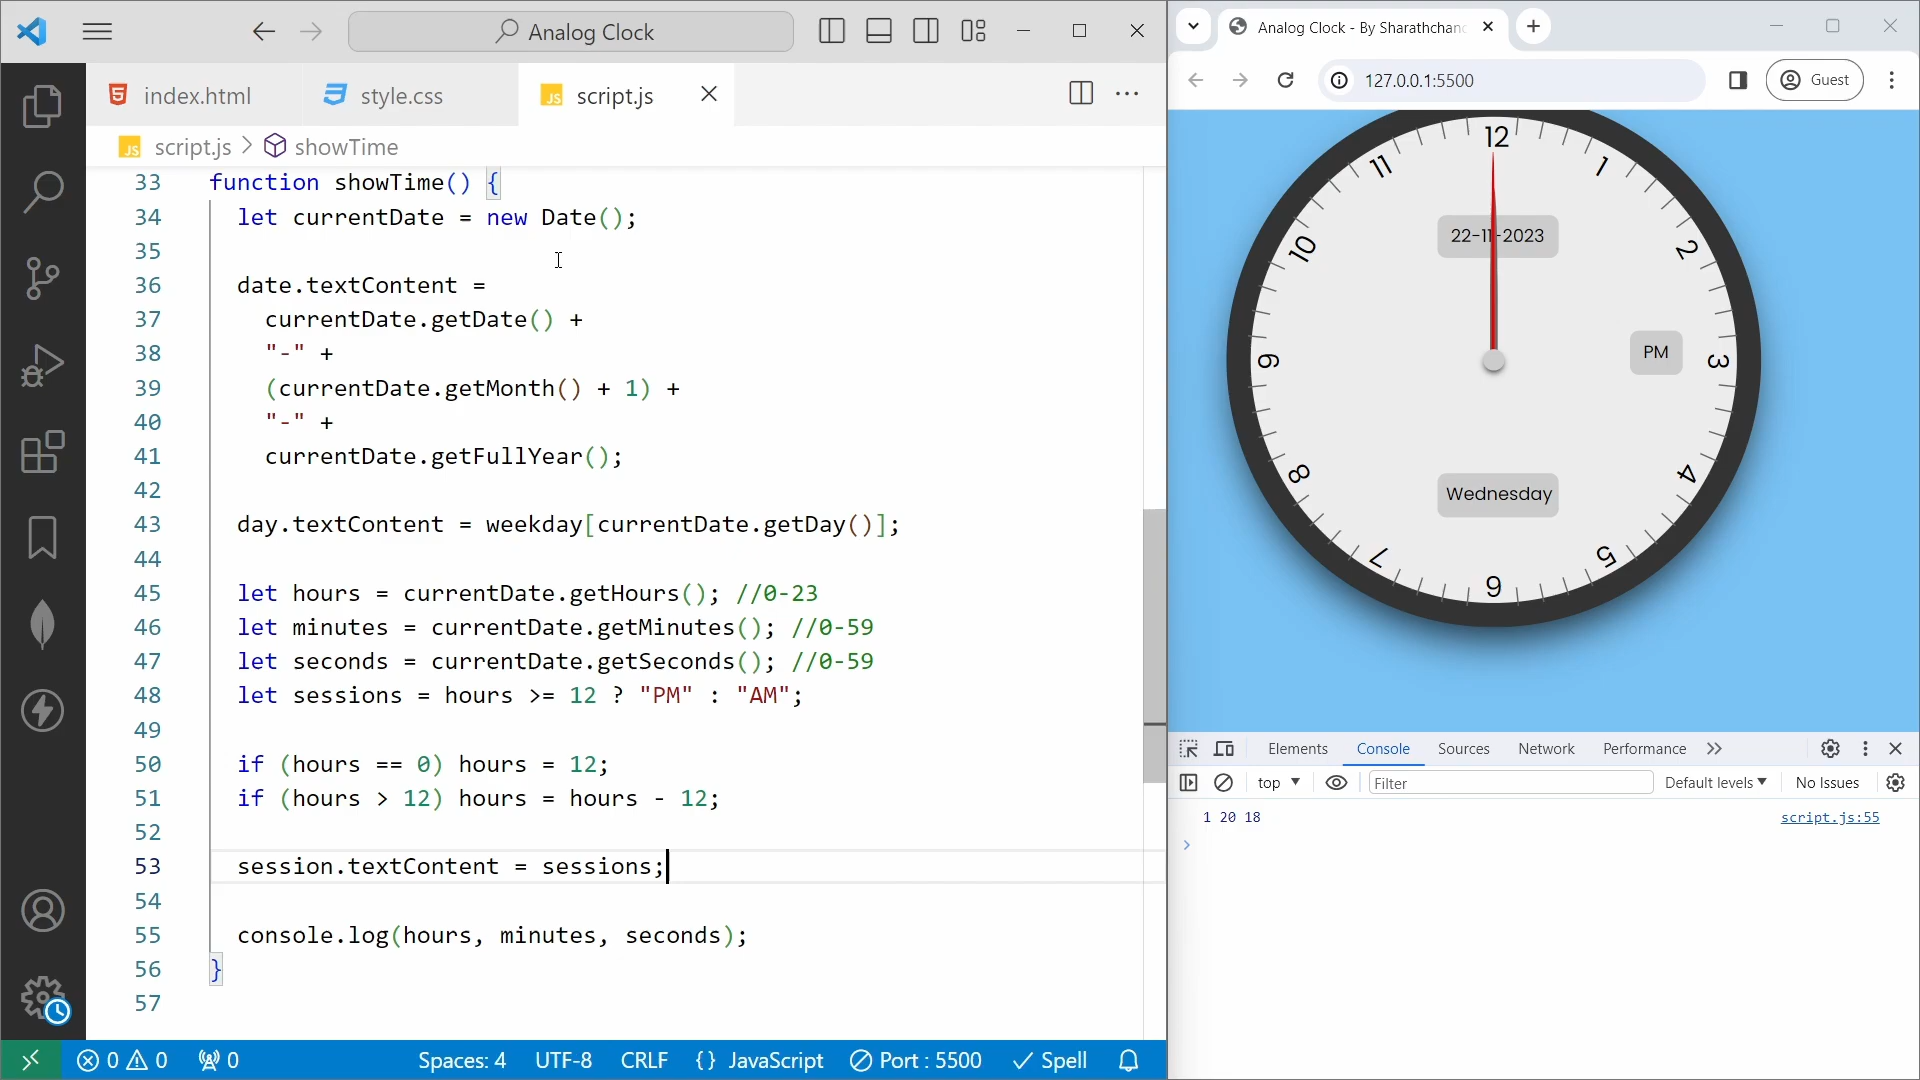 Analog Clock
index.html
style.css
JS script.js
JS script.js > showTime
33 function showTime() {
34 let currentDate = new Date();
35
36 date.textContent =
37 currentDate.getDate() +
38 "-" +
39 (currentDate.getMonth() + 1) +
40 "-" +
41 currentDate.getFullYear();
42
43 day.textContent = weekday[currentDate.getDay()];
44
45 let hours = currentDate.getHours(); //0-23
46 let minutes = currentDate.getMinutes(); //0-59
47 let seconds = currentDate.getSeconds(); //0-59
48 let sessions = hours >= 12 ? "PM" : "AM";
49
50 if (hours == 0) hours = 12;
51 if (hours > 12) hours = hours - 12;
52
53 session.textContent = sessions;
54
55 console.log(hours, minutes, seconds);
56 }
57
0 0 0 Spaces: 4 UTF-8 CRLF {} JavaScript Port : 5500 Spell
Analog Clock - By Sharathchan
127.0.0.1:5500
Guest
12
1
2
3
4
5
6
7
8
9
10
11
22-11-2023
PM
Wednesday
Elements Console Sources Network Performance
top Filter Default levels No Issues
1 20 18 script.js:55